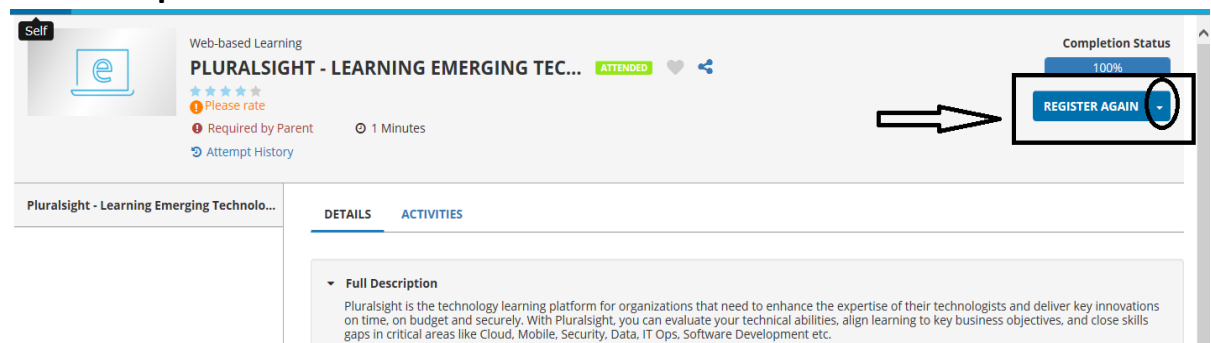 Self
Web-based Learning
PLURALSIGHT - LEARNING EMERGING TEC... ATTENDED
Please rate
Required by Parent 1 Minutes
Attempt History
Completion Status
100%
REGISTER AGAIN
Pluralsight - Learning Emerging Technolo...
DETAILS ACTIVITIES
Full Description
Pluralsight is the technology learning platform for organizations that need to enhance the expertise of their technologists and deliver key innovations
on time, on budget and securely. With Pluralsight, you can evaluate your technical abilities, align learning to key business objectives, and close skills
gaps in critical areas like Cloud, Mobile, Security, Data, IT Ops, Software Development etc.